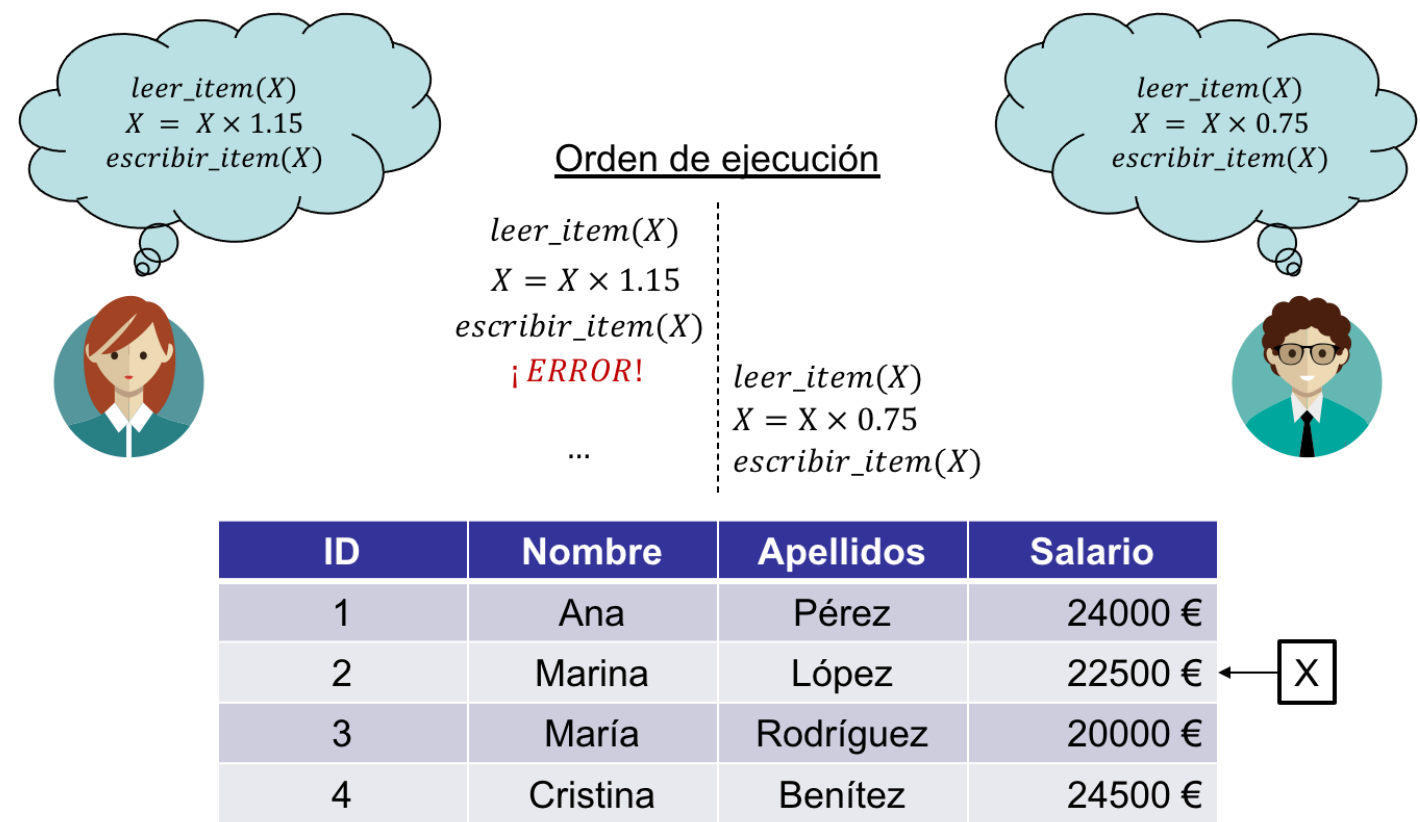 leer_item(X)
X = X × 1.15
escribir_item(X)
leer_item(X)
X = X × 0.75
escribir_item(X)
Orden de ejecución
leer_item(X)
X = X × 1.15
escribir_item(X)
¡ERROR!
...
leer_item(X)
X = X × 0.75
escribir_item(X)
ID Nombre Apellidos Salario
1 Ana Pérez 24000 €
2 Marina López 22500 €
X
3 María Rodríguez 20000 €
4 Cristina Benítez 24500 €